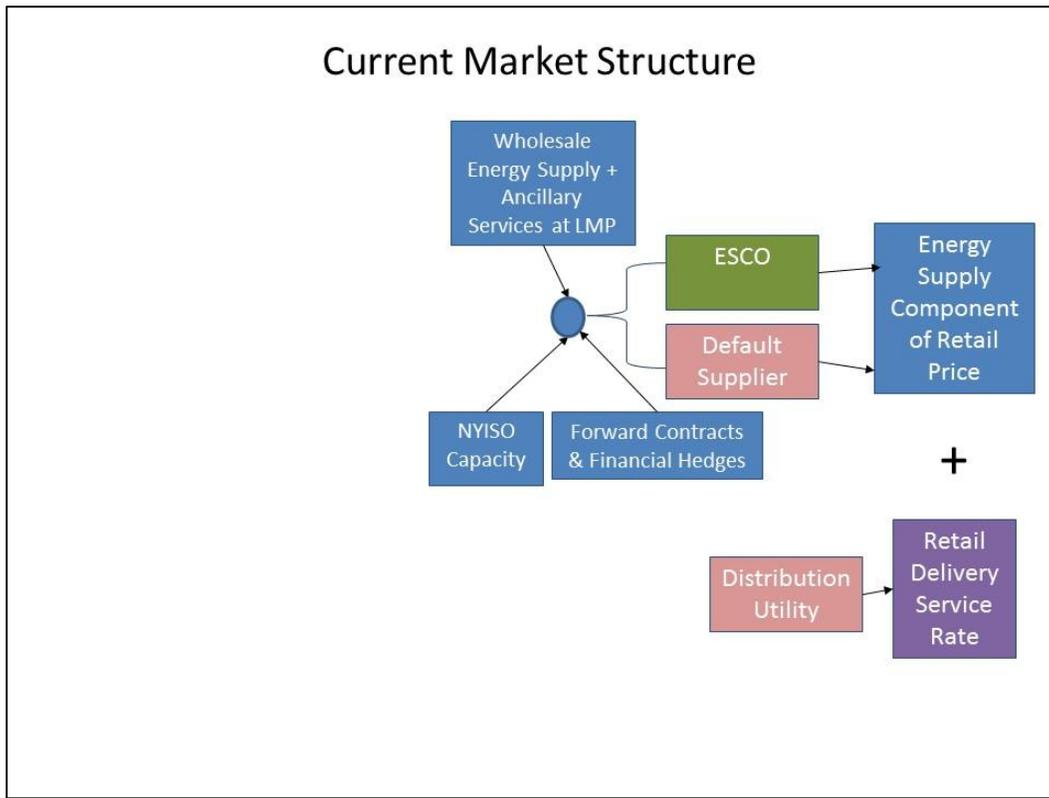 Current Market Structure
Wholesale
Energy Supply +
Ancillary
Services at LMP
ESCO
Energy
Supply
Component
of Retail
Price
Default
Supplier
NYISO
Capacity
Forward Contracts
& Financial Hedges
+
Distribution
Utility
Retail
Delivery
Service
Rate